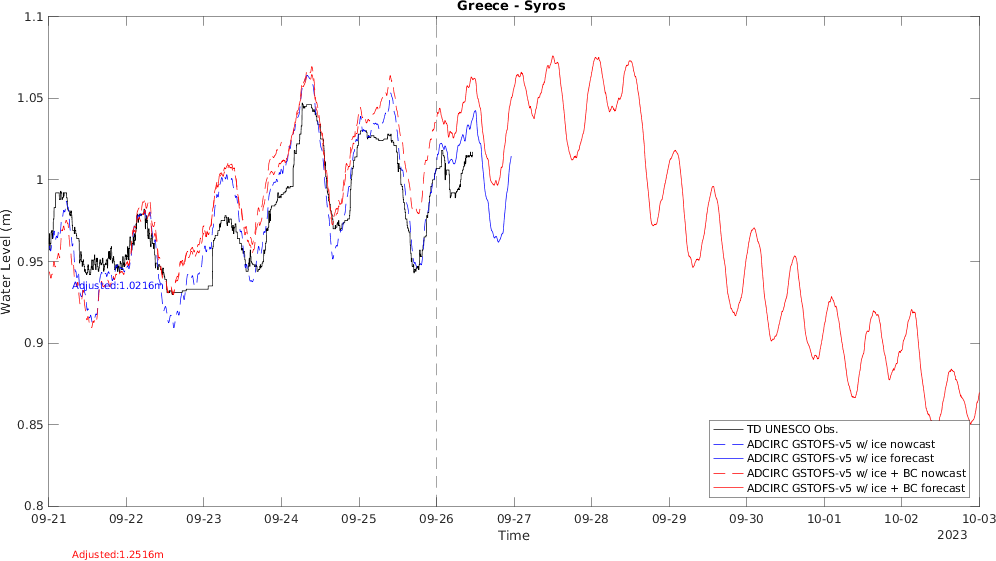 Greece - Syros
1.1
1.05
1
0.95
0.9
0.85
0.8
Water Level (m)
Adjusted:1.0216m
TD UNESCO Obs.
ADCIRC GSTOFS-v5 w/ ice nowcast
ADCIRC GSTOFS-v5 w/ ice forecast
ADCIRC GSTOFS-v5 w/ ice + BC nowcast
ADCIRC GSTOFS-v5 w/ ice + BC forecast
09-21 09-22 09-23 09-24 09-25 09-26 09-27 09-28 09-29 09-30 10-01 10-02 10-03
Time
2023
Adjusted:1.2516m